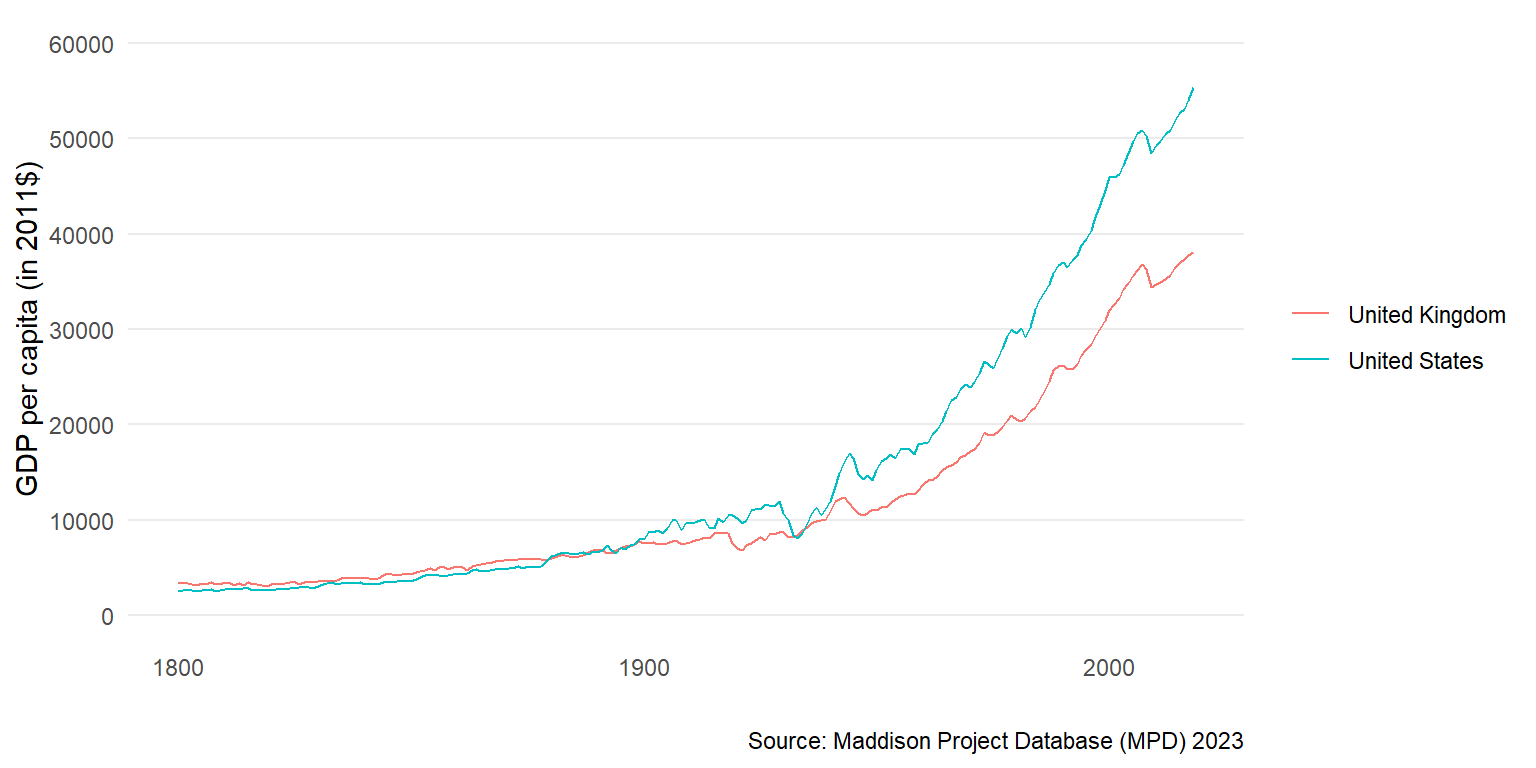 GDP per capita (in 2011$)
60000
50000
40000
30000
20000
10000
0
1800 1900 2000
United Kingdom
United States
Source: Maddison Project Database (MPD) 2023